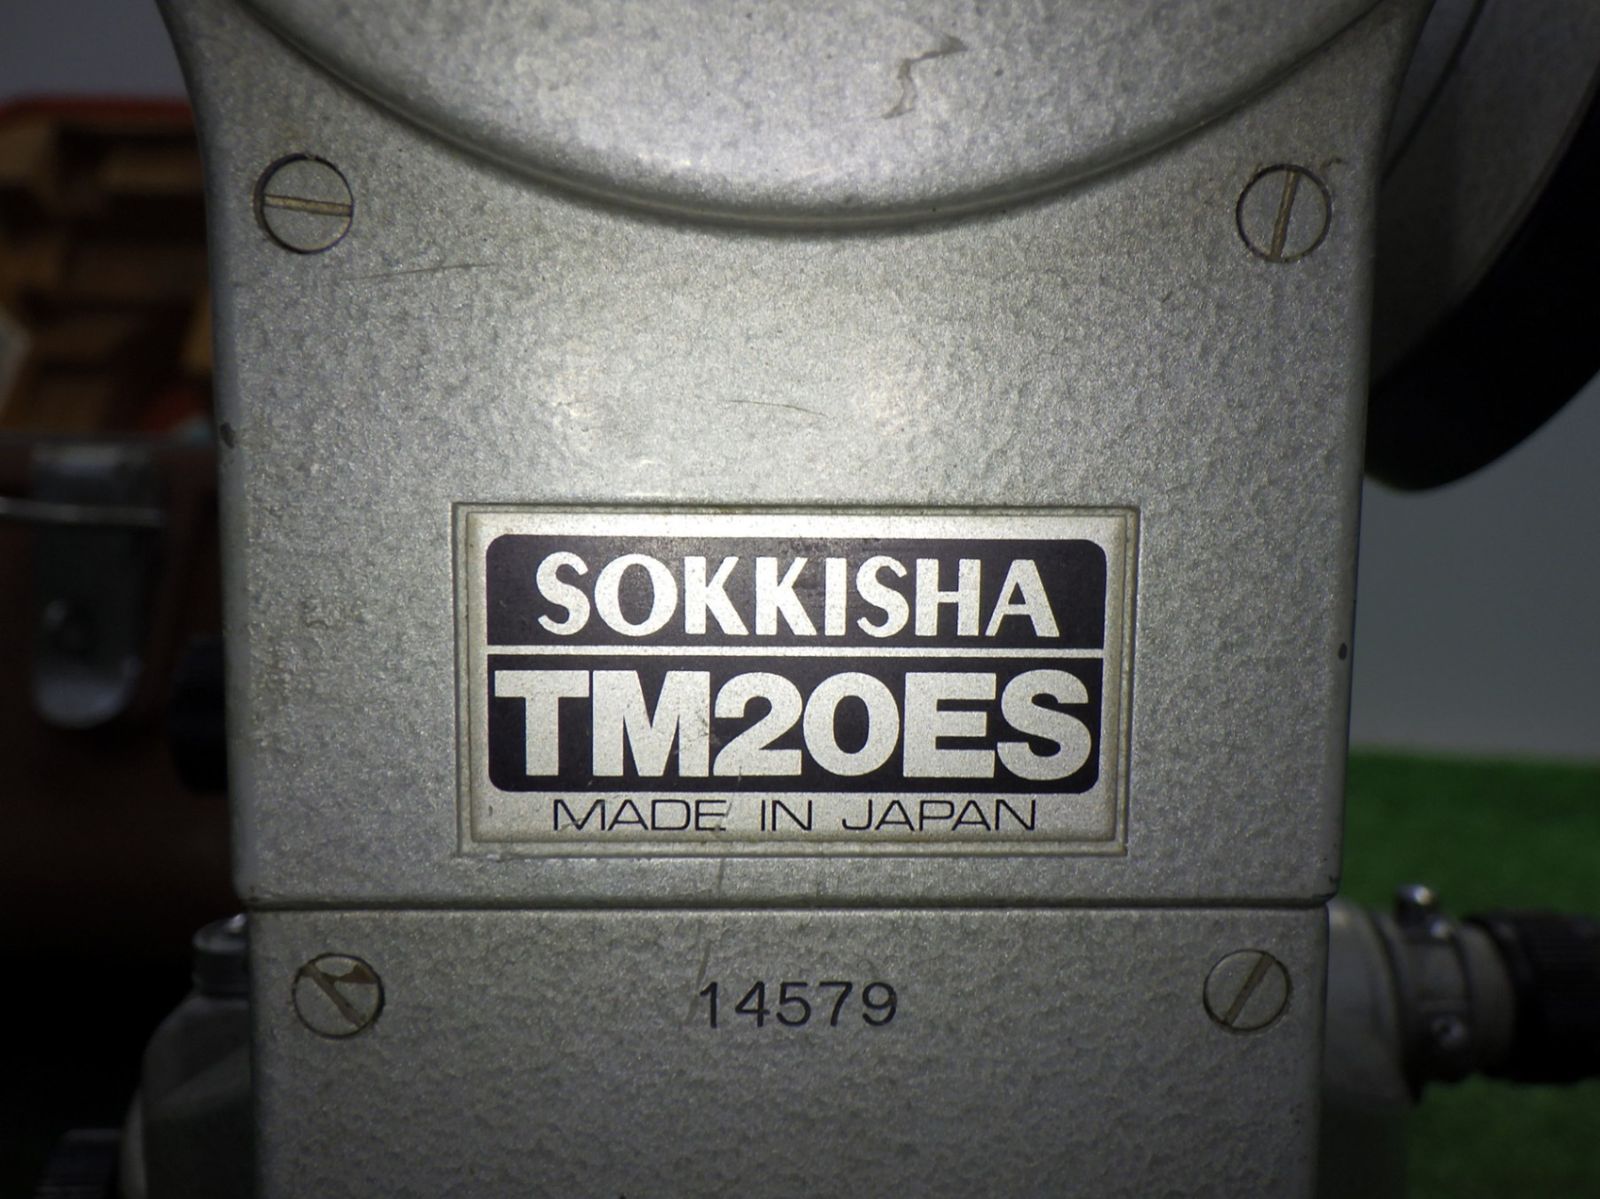 SOKKISHA
TM20ES
MADE IN JAPAN
14579